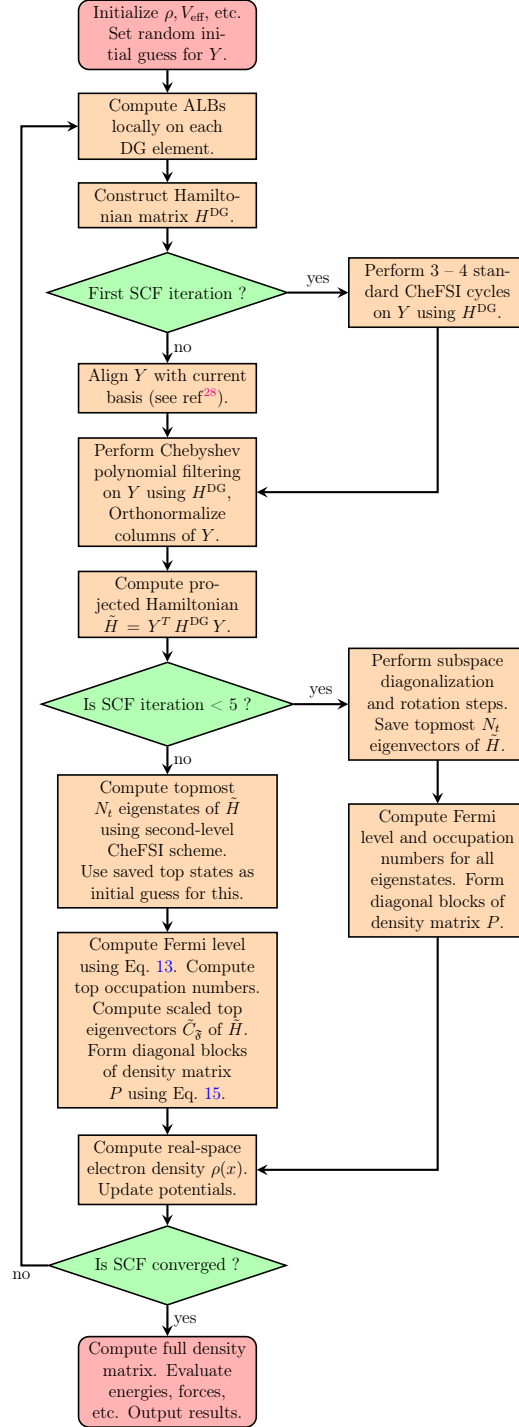 Initialize ρ, V_eff, etc.
Set random ini-
tial guess for Y.
Compute ALBs
locally on each
DG element.
Construct Hamilto-
nian matrix H^DG.
First SCF iteration ?
yes
Perform 3 – 4 stan-
dard CheFSI cycles
on Y using H^DG.
no
Align Y with current
basis (see ref^28).
Perform Chebyshev
polynomial filtering
on Y using H^DG,
Orthonormalize
columns of Y.
Compute pro-
jected Hamiltonian
H̃ = Y^T H^DG Y.
Is SCF iteration < 5 ?
yes
Perform subspace
diagonalization
and rotation steps.
Save topmost N_t
eigenvectors of H̃.
no
Compute topmost
N_t eigenstates of H̃
using second-level
CheFSI scheme.
Use saved top states as
initial guess for this.
Compute Fermi
level and occupation
numbers for all
eigenstates. Form
diagonal blocks of
density matrix P.
Compute Fermi level
using Eq. 13. Compute
top occupation numbers.
Compute scaled top
eigenvectors C̃_𝔉̃ of H̃.
Form diagonal blocks
of density matrix
P using Eq. 15.
Compute real-space
electron density ρ(x).
Update potentials.
Is SCF converged ?
no
yes
Compute full density
matrix. Evaluate
energies, forces,
etc. Output results.